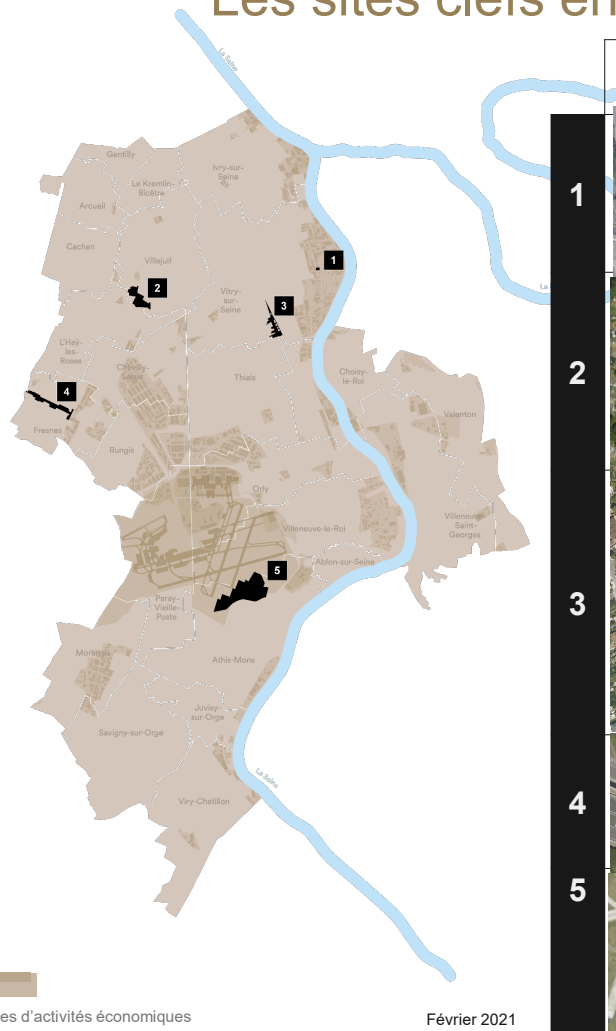 Les sites clefs en
La Seine
Gentilly
Le Kremlin-
Bicêtre
Ivry-sur-
Seine
Arcueil
Cachan
Villejuif
1
2
Vitry-
sur-
Seine
3
L'Haÿ-
les-
Roses
Chevilly-
Larue
Thiais
Choisy-
le-Roi
4
Fresnes
Valenton
Rungis
Orly
Villeneuve-le-Roi
Villeneuve-
Saint-
Georges
Ablon-sur-Seine
5
Paray-
Vieille-
Poste
Morangis
Athis-Mons
Juvisy-
sur-Orge
Savigny-sur-Orge
La Seine
Viry-Chatillon
es d'activités économiques
Février 2021
1
2
3
4
5